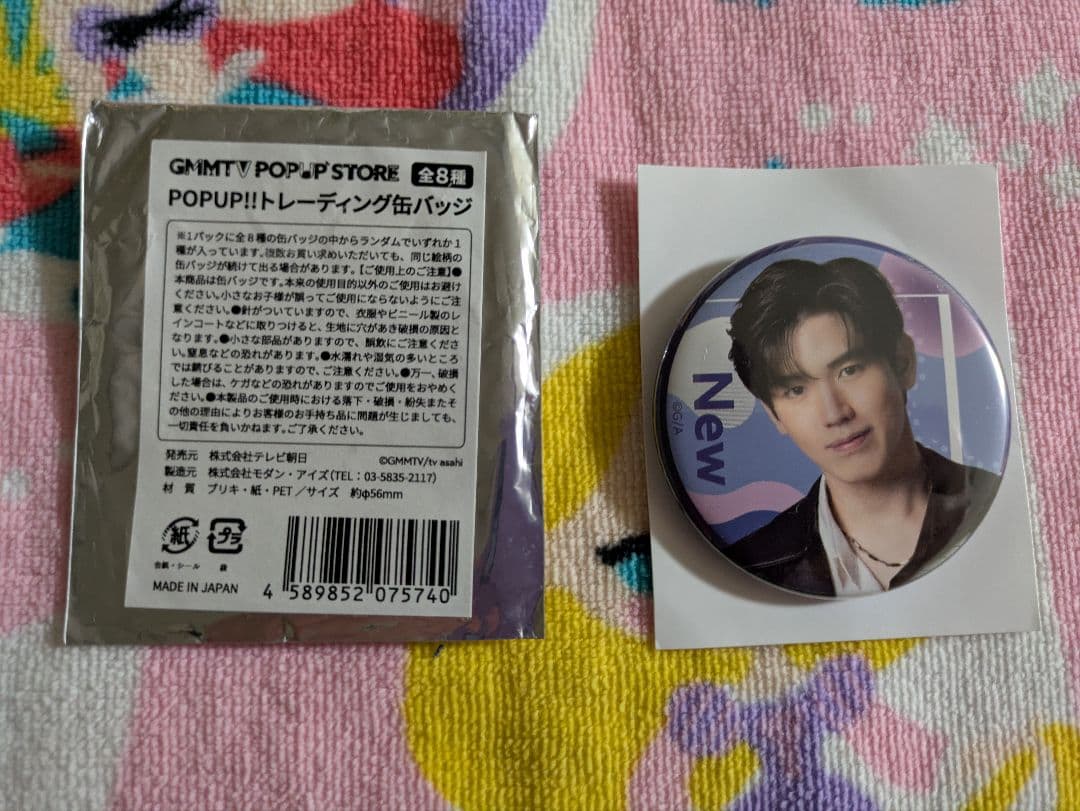 GMMTV POPUP STORE 全8種
POPUP!!トレーディング缶バッジ
※1パックに全8種の缶バッジの中からランダムでいずれか1
種が入っています。複数お買い求めいただいても、同じ絵柄の
缶バッジが続けて出る場合があります。【ご使用上のご注意】●
本商品は缶バッジです。本来の使用目的以外のご使用はお避け
ください。小さなお子様が誤ってご使用にならないようにご注
意ください。●針がついていますので、衣服やビニール製のレ
インコートなどに取りつけると、生地に穴があき破損の原因と
なります。●小さな部品がありますので、誤飲にご注意くださ
い。窒息などの恐れがあります。●水濡れや湿気の多いところ
では錆びることがありますので、ご注意ください。●万一、破損
した場合は、ケガなどの恐れがありますのでご使用をおやめく
ださい。●本製品のご使用時における落下・破損・紛失またそ
の他の理由によりお客様のお手持ち品に問題が生じましても、
一切責任を負いかねます。ご了承ください。
発売元 株式会社テレビ朝日 ©GMMTV/tv asahi
製造元 株式会社モダン・アイズ(TEL:03-5835-2117)
材 質 ブリキ・紙・PET/サイズ 約φ56mm
紙 プラ
台紙・シール 袋
MADE IN JAPAN
4 589852 075740
New
©G/A